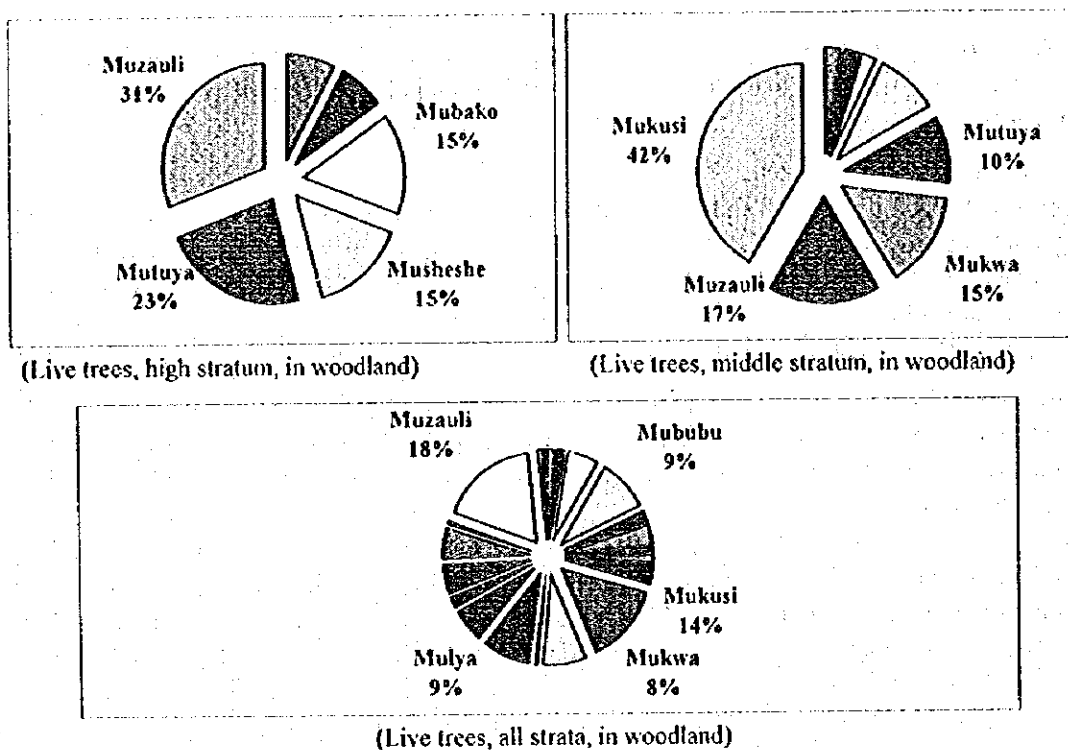 Muzauli
31%
Mubako
15%
Musheshe
15%
Mutuya
23%
(Live trees, high stratum, in woodland)
Mukusi
42%
Mutuya
10%
Mukwa
15%
Muzauli
17%
(Live trees, middle stratum, in woodland)
Muzauli
18%
Mububu
9%
Mukusi
14%
Mukwa
8%
Mulya
9%
(Live trees, all strata, in woodland)